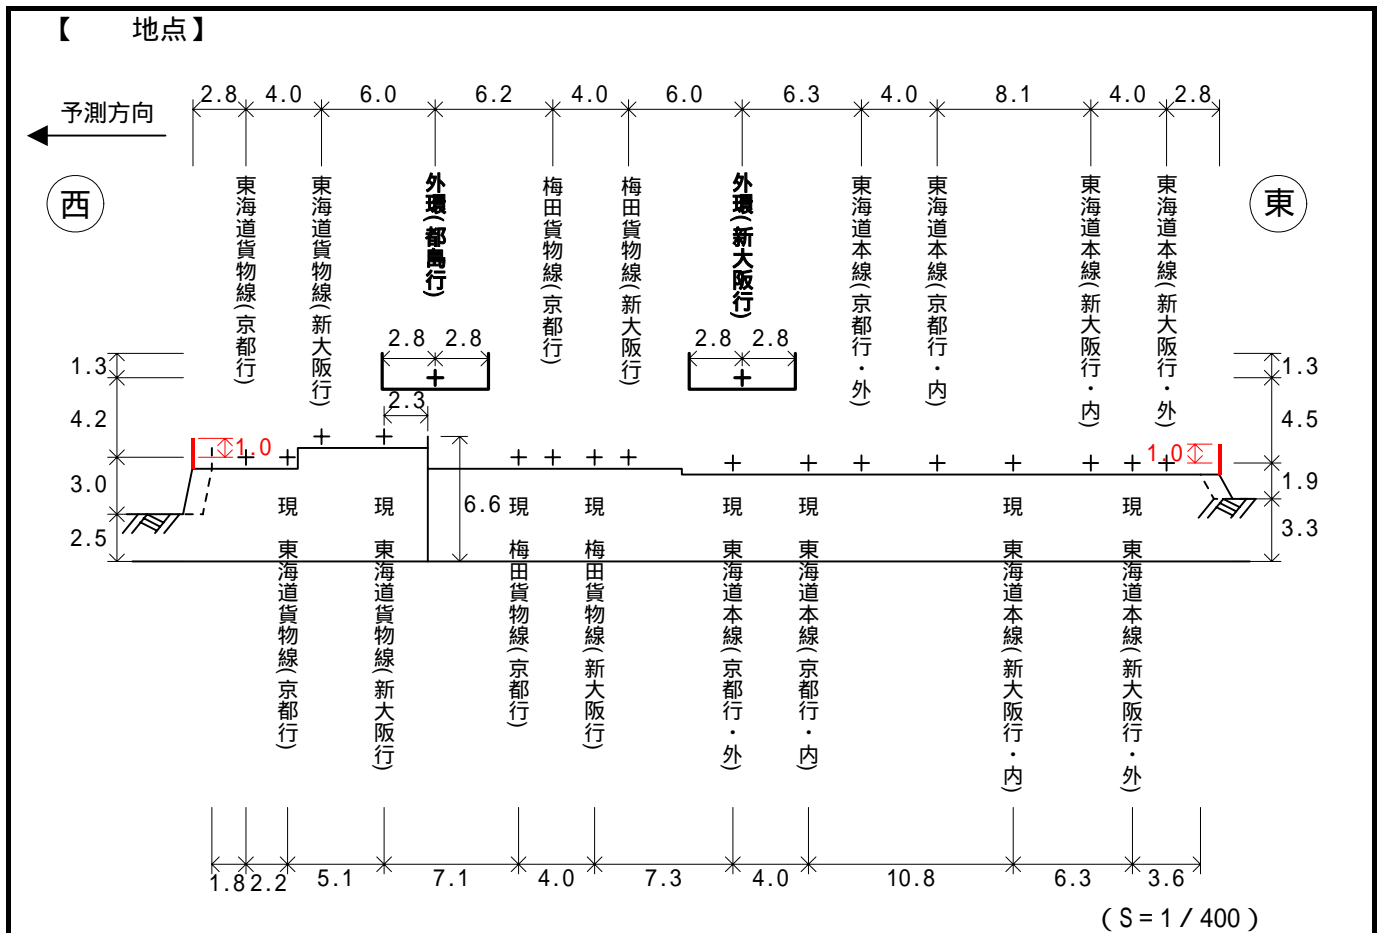 【　　地点】
2.8 4.0 6.0 6.2 4.0 6.0 6.3 4.0 8.1 4.0 2.8
予測方向
西
東
東海道貨物線(京都行)
東海道貨物線(新大阪行)
外環(都島行)
梅田貨物線(京都行)
梅田貨物線(新大阪行)
外環(新大阪行)
東海道本線(京都行・外)
東海道本線(京都行・内)
東海道本線(新大阪行・内)
東海道本線(新大阪行・外)
2.8 2.8
2.8 2.8
1.3
4.2
3.0
2.5
2.3
1.0
6.6
1.0
1.3
4.5
1.9
3.3
現 東海道貨物線(京都行)
現 東海道貨物線(新大阪行)
現 梅田貨物線(京都行)
現 梅田貨物線(新大阪行)
現 東海道本線(京都行・外)
現 東海道本線(京都行・内)
現 東海道本線(新大阪行・内)
現 東海道本線(新大阪行・外)
1.8 2.2 5.1 7.1 4.0 7.3 4.0 10.8 6.3 3.6
(S=1/400)